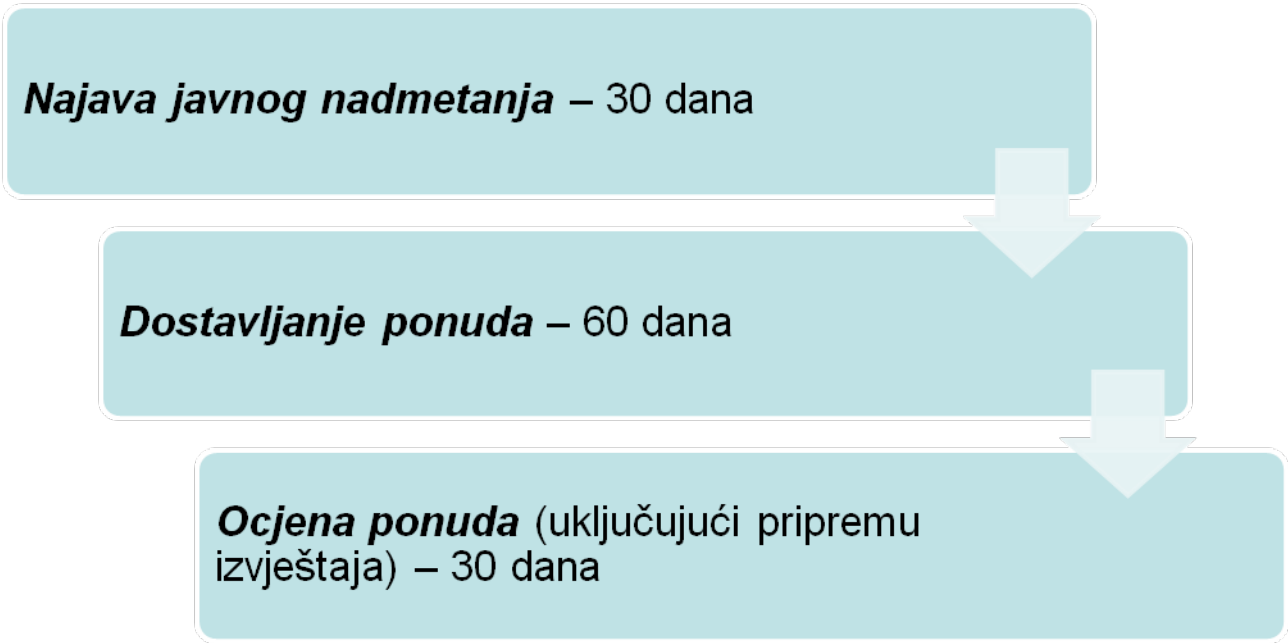 Najava javnog nadmetanja – 30 dana
Dostavljanje ponuda – 60 dana
Ocjena ponuda (uključujući pripremu
izvještaja) – 30 dana